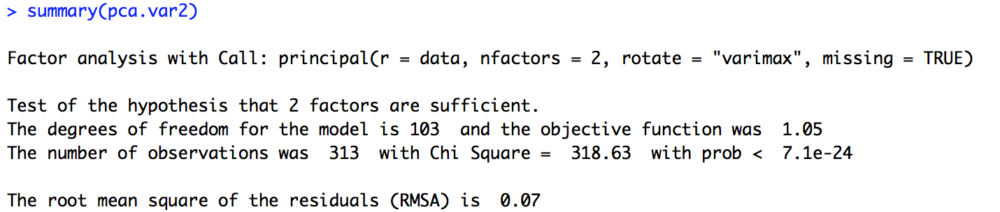 > summary(pca.var2)
Factor analysis with Call: principal(r = data, nfactors = 2, rotate = "varimax", missing = TRUE)
Test of the hypothesis that 2 factors are sufficient.
The degrees of freedom for the model is 103  and the objective function was  1.05
The number of observations was  313  with Chi Square =  318.63  with prob <  7.1e-24
The root mean square of the residuals (RMSA) is  0.07